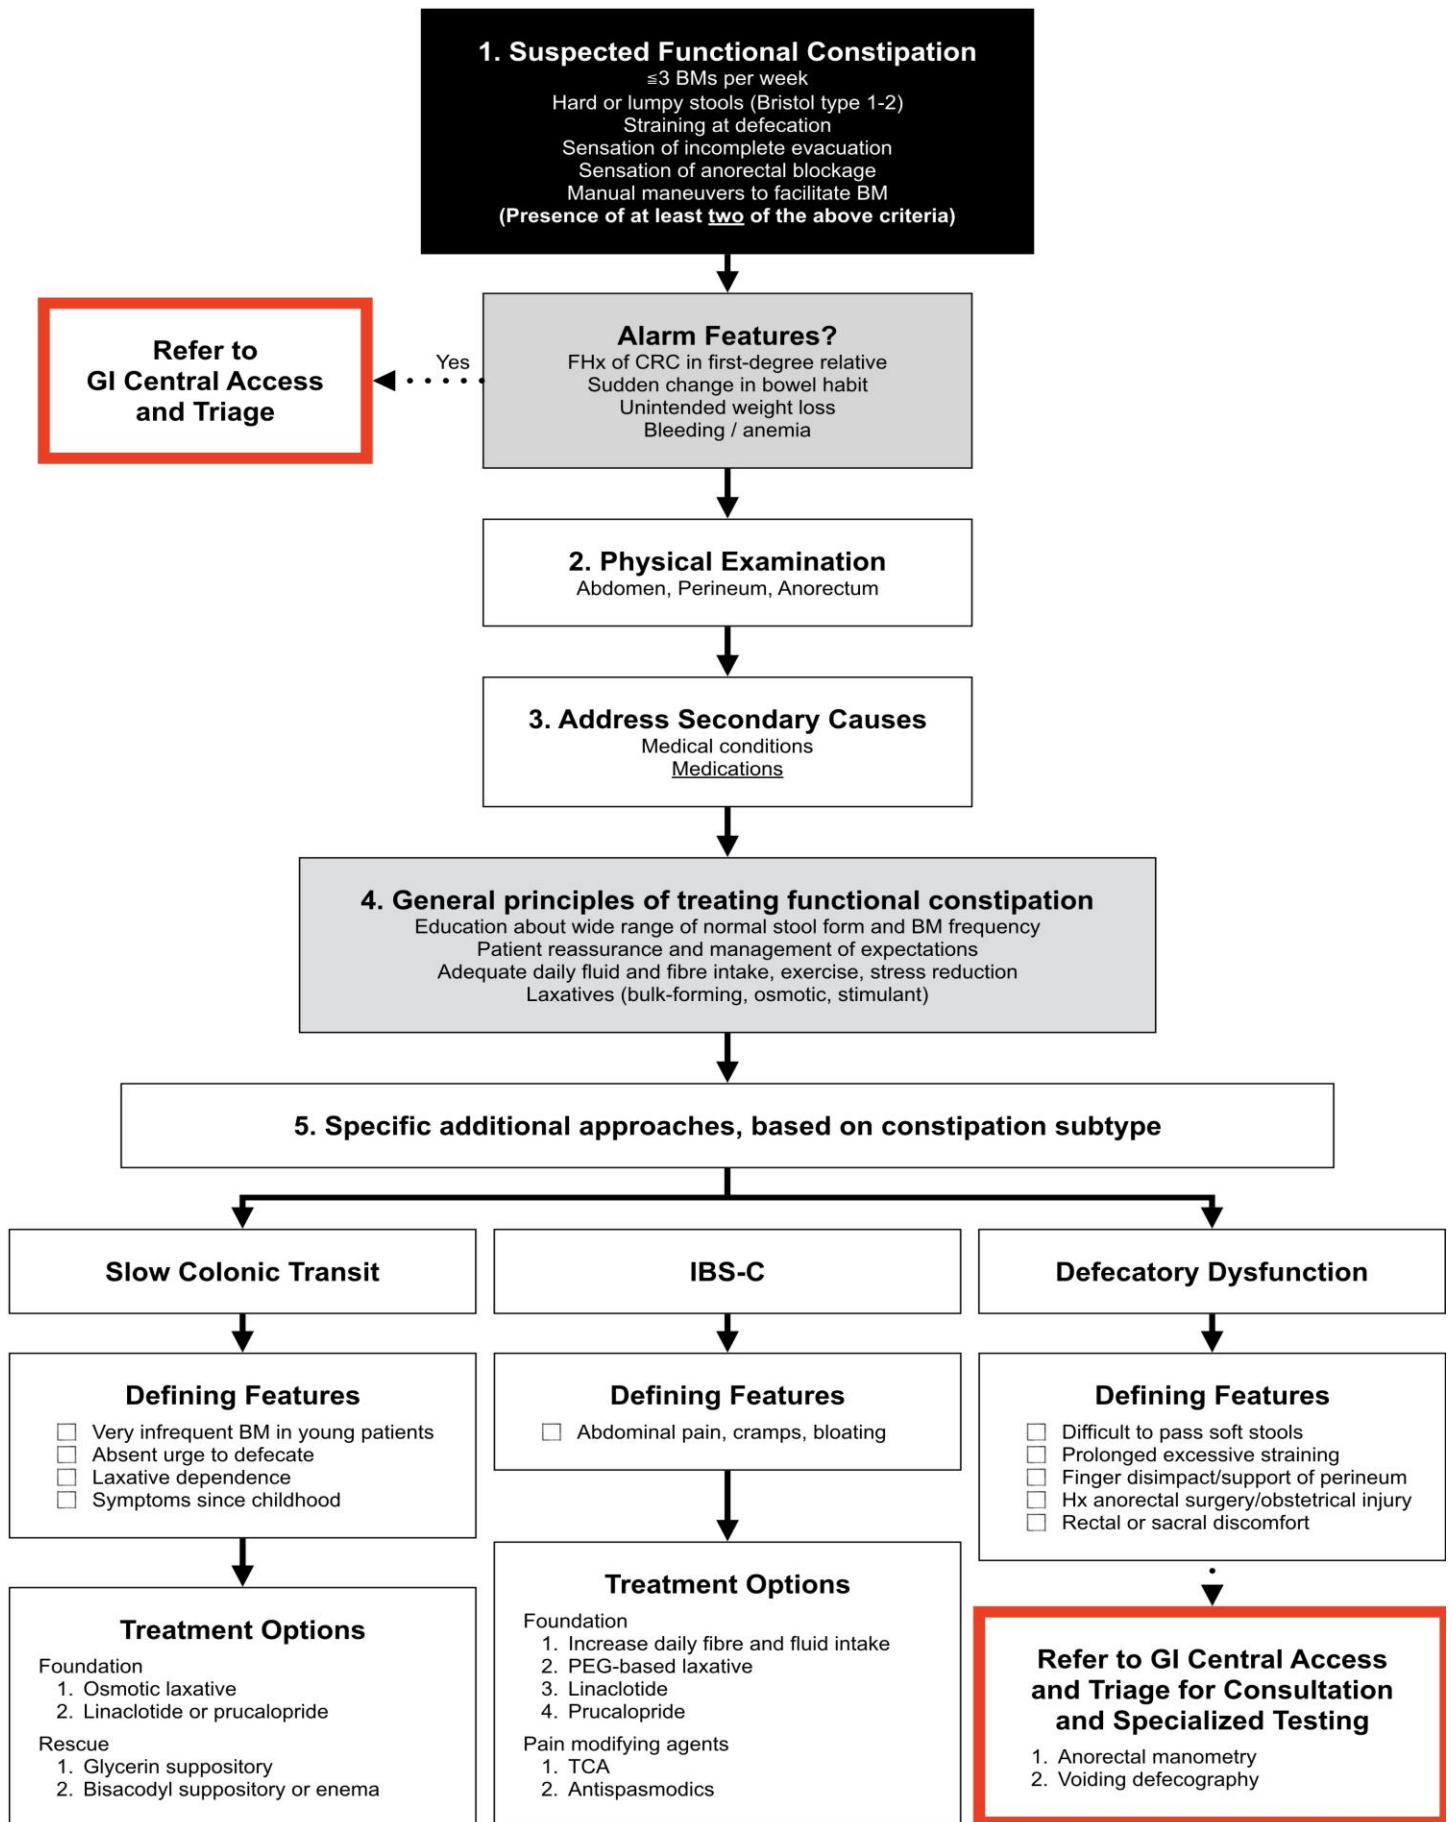 1. Suspected Functional Constipation
≦3 BMs per week
Hard or lumpy stools (Bristol type 1-2)
Straining at defecation
Sensation of incomplete evacuation
Sensation of anorectal blockage
Manual maneuvers to facilitate BM
(Presence of at least two of the above criteria)
Alarm Features?
FHx of CRC in first-degree relative
Sudden change in bowel habit
Unintended weight loss
Bleeding / anemia
Yes
Refer to
GI Central Access
and Triage
2. Physical Examination
Abdomen, Perineum, Anorectum
3. Address Secondary Causes
Medical conditions
Medications
4. General principles of treating functional constipation
Education about wide range of normal stool form and BM frequency
Patient reassurance and management of expectations
Adequate daily fluid and fibre intake, exercise, stress reduction
Laxatives (bulk-forming, osmotic, stimulant)
5. Specific additional approaches, based on constipation subtype
Slow Colonic Transit
Defining Features
Very infrequent BM in young patients
Absent urge to defecate
Laxative dependence
Symptoms since childhood
Treatment Options
Foundation
1. Osmotic laxative
2. Linaclotide or prucalopride
Rescue
1. Glycerin suppository
2. Bisacodyl suppository or enema
IBS-C
Defining Features
Abdominal pain, cramps, bloating
Treatment Options
Foundation
1. Increase daily fibre and fluid intake
2. PEG-based laxative
3. Linaclotide
4. Prucalopride
Pain modifying agents
1. TCA
2. Antispasmodics
Defecatory Dysfunction
Defining Features
Difficult to pass soft stools
Prolonged excessive straining
Finger disimpact/support of perineum
Hx anorectal surgery/obstetrical injury
Rectal or sacral discomfort
Refer to GI Central Access
and Triage for Consultation
and Specialized Testing
1. Anorectal manometry
2. Voiding defecography